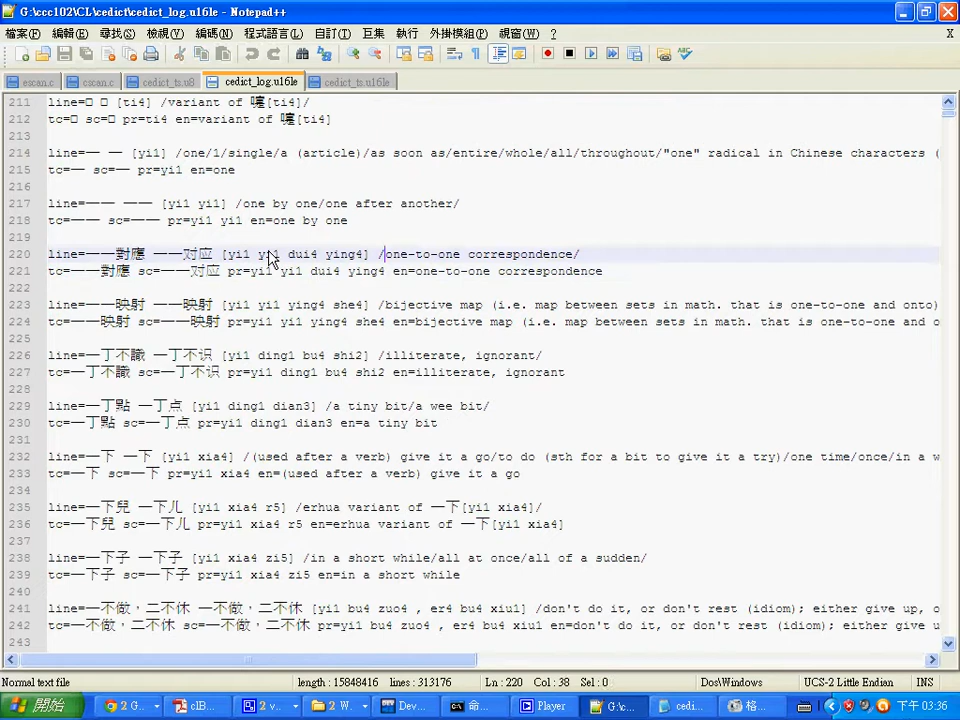 G:\ccc102\CL\cedict\cedict_log.u16le - Notepad++
檔案(F) 編輯(E) 尋找(S) 檢視(V) 編碼(N) 程式語言(L) 自訂(T) 巨集 執行 外掛模組(P) 視窗(W) ? X
escan.c cscan.c cedict_ts.u8 cedict_log.u16le cedict_ts.u16le
211 line=□ □ [ti4] /variant of 嚏[ti4]/
212 tc=□ sc=□ pr=ti4 en=variant of 嚏[ti4]
213
214 line=一 一 [yi1] /one/1/single/a (article)/as soon as/entire/whole/all/throughout/"one" radical in Chinese characters (
215 tc=一 sc=一 pr=yi1 en=one
216
217 line=一一 一一 [yi1 yi1] /one by one/one after another/
218 tc=一一 sc=一一 pr=yi1 yi1 en=one by one
219
220 line=一一對應 一一对应 [yi1 yi1 dui4 ying4] /one-to-one correspondence/
221 tc=一一對應 sc=一一对应 pr=yi1 yi1 dui4 ying4 en=one-to-one correspondence
222
223 line=一一映射 一一映射 [yi1 yi1 ying4 she4] /bijective map (i.e. map between sets in math. that is one-to-one and onto)
224 tc=一一映射 sc=一一映射 pr=yi1 yi1 ying4 she4 en=bijective map (i.e. map between sets in math. that is one-to-one and o
225
226 line=一丁不識 一丁不识 [yi1 ding1 bu4 shi2] /illiterate, ignorant/
227 tc=一丁不識 sc=一丁不识 pr=yi1 ding1 bu4 shi2 en=illiterate, ignorant
228
229 line=一丁點 一丁点 [yi1 ding1 dian3] /a tiny bit/a wee bit/
230 tc=一丁點 sc=一丁点 pr=yi1 ding1 dian3 en=a tiny bit
231
232 line=一下 一下 [yi1 xia4] /(used after a verb) give it a go/to do (sth for a bit to give it a try)/one time/once/in a w
233 tc=一下 sc=一下 pr=yi1 xia4 en=(used after a verb) give it a go
234
235 line=一下兒 一下儿 [yi1 xia4 r5] /erhua variant of 一下[yi1 xia4]/
236 tc=一下兒 sc=一下儿 pr=yi1 xia4 r5 en=erhua variant of 一下[yi1 xia4]
237
238 line=一下子 一下子 [yi1 xia4 zi5] /in a short while/all at once/all of a sudden/
239 tc=一下子 sc=一下子 pr=yi1 xia4 zi5 en=in a short while
240
241 line=一不做，二不休 一不做，二不休 [yi1 bu4 zuo4 , er4 bu4 xiu1] /don't do it, or don't rest (idiom); either give up, o
242 tc=一不做，二不休 sc=一不做，二不休 pr=yi1 bu4 zuo4 , er4 bu4 xiu1 en=don't do it, or don't rest (idiom); either give u
243
Normal text file length : 15848416 lines : 313176 Ln : 220 Col : 38 Sel : 0 Dos\Windows UCS-2 Little Endian INS
開始 2 G... clB... 2 v... 2 W... Dev... 命... Player G:\c... cedi... 格... 下午 03:36